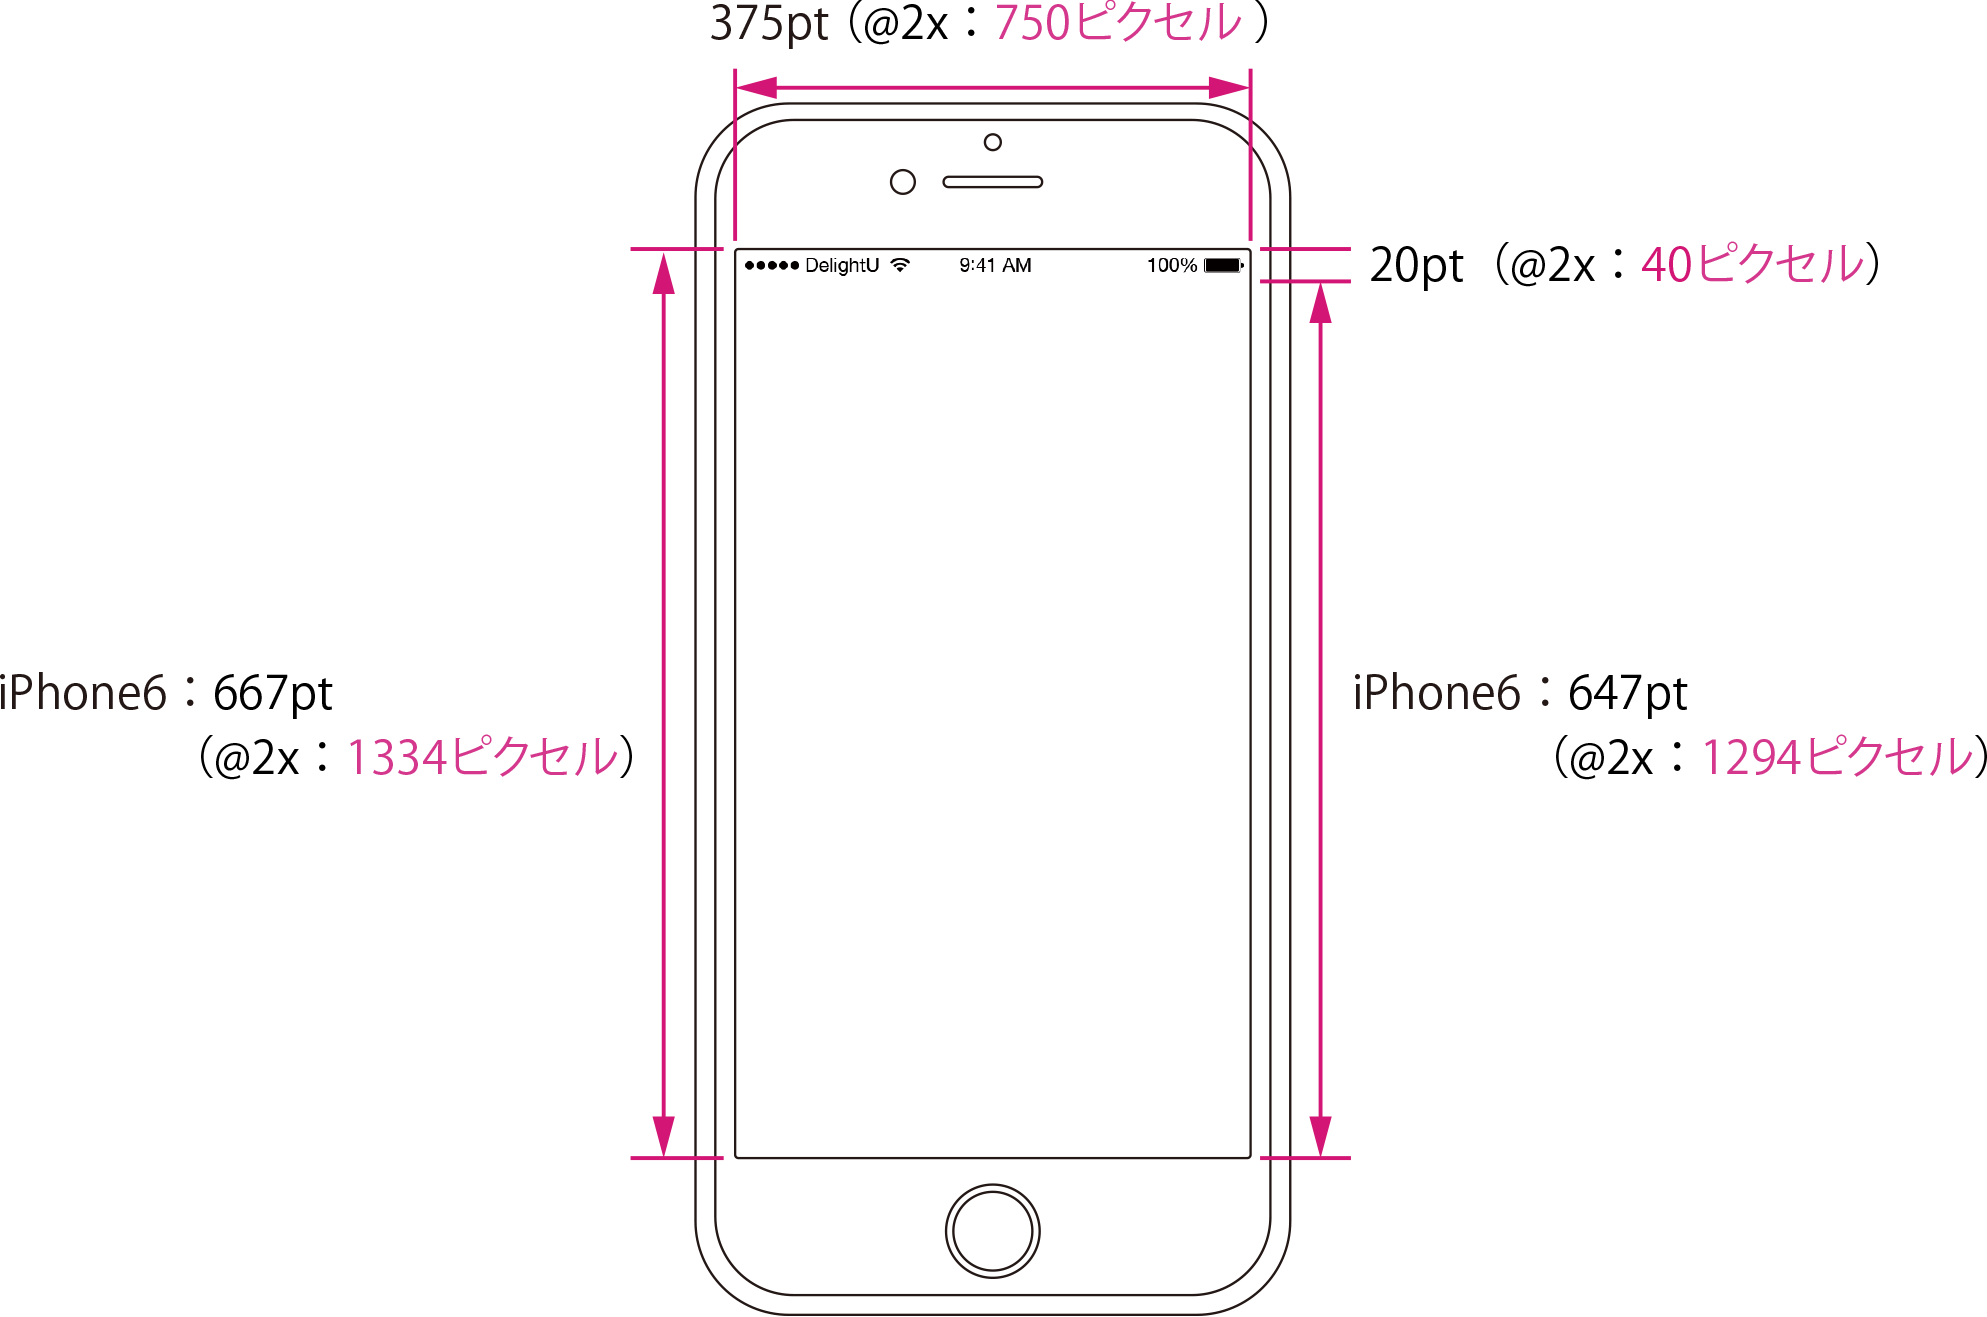 375pt（@2x：750ピクセル）
DelightU 9:41 AM 100%
20pt（@2x：40ピクセル）
iPhone6：667pt
（@2x：1334ピクセル）
iPhone6：647pt
（@2x：1294ピクセル）